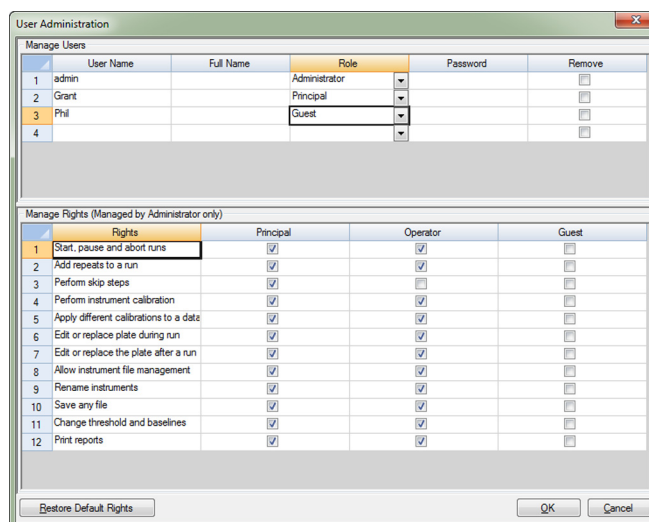 User Administration
Manage Users
User Name Full Name Role Password Remove
1 admin Administrator
2 Grant Principal
3 Phil Guest
4
Manage Rights (Managed by Administrator only)
Rights Principal Operator Guest
1 Start, pause and abort runs
2 Add repeats to a run
3 Perform skip steps
4 Perform instrument calibration
5 Apply different calibrations to a data
6 Edit or replace plate during run
7 Edit or replace the plate after a run
8 Allow instrument file management
9 Rename instruments
10 Save any file
11 Change threshold and baselines
12 Print reports
Restore Default Rights OK Cancel